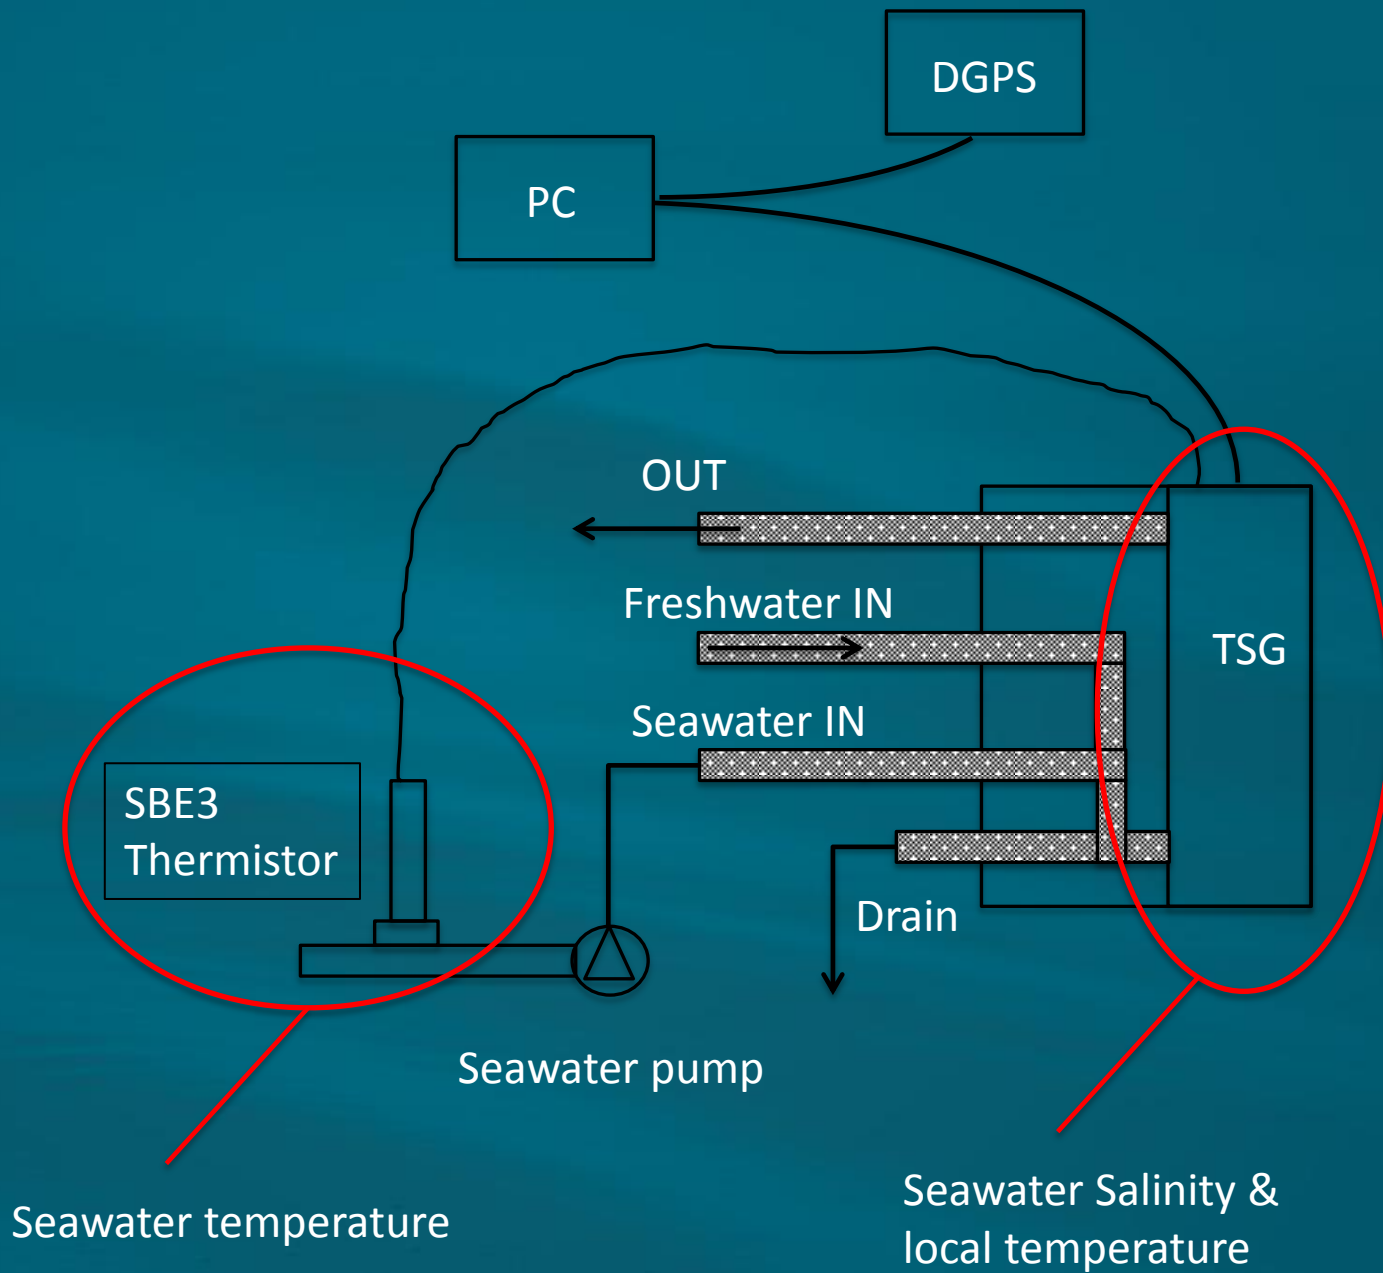 DGPS
PC
OUT
Freshwater IN
TSG
Seawater IN
SBE3
Thermistor
Drain
Seawater pump
Seawater temperature
Seawater Salinity &
local temperature